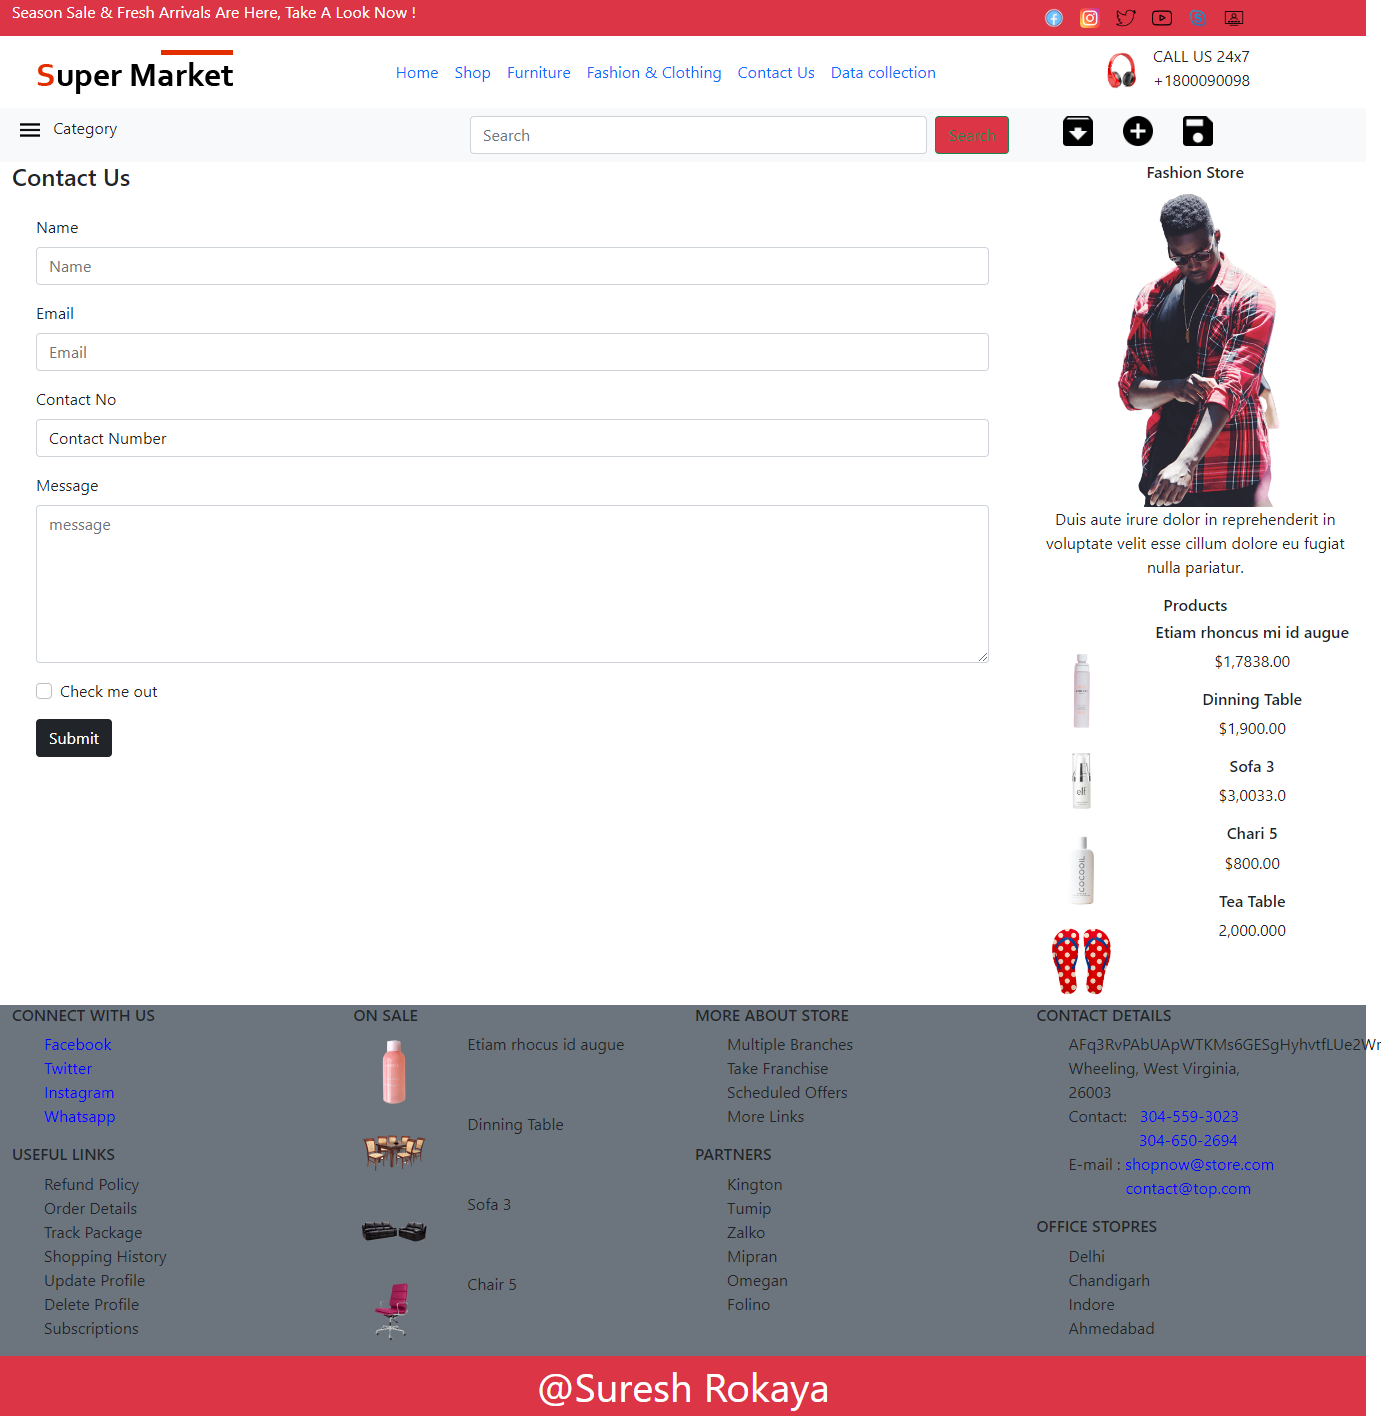 Season Sale & Fresh Arrivals Are Here, Take A Look Now !
Super Market
Home Shop Furniture Fashion & Clothing Contact Us Data collection
CALL US 24x7
+1800090098
Category
Search
Search
Contact Us
Name
Name
Email
Email
Contact No
Contact Number
Message
message
Check me out
Submit
Fashion Store
Duis aute irure dolor in reprehenderit in
voluptate velit esse cillum dolore eu fugiat
nulla pariatur.
Products
Etiam rhoncus mi id augue
$1,7838.00
Dinning Table
$1,900.00
Sofa 3
$3,0033.0
Chari 5
$800.00
Tea Table
2,000.000
elf
COCOOIL
CONNECT WITH US
Facebook
Twitter
Instagram
Whatsapp
USEFUL LINKS
Refund Policy
Order Details
Track Package
Shopping History
Update Profile
Delete Profile
Subscriptions
ON SALE
Etiam rhocus id augue
Dinning Table
Sofa 3
Chair 5
MORE ABOUT STORE
Multiple Branches
Take Franchise
Scheduled Offers
More Links
PARTNERS
Kington
Tumip
Zalko
Mipran
Omegan
Folino
CONTACT DETAILS
AFq3RvPAbUApWTKMs6GESgHyhvtfLUe2Wr
Wheeling, West Virginia,
26003
Contact: 304-559-3023
304-650-2694
E-mail : shopnow@store.com
contact@top.com
OFFICE STOPRES
Delhi
Chandigarh
Indore
Ahmedabad
@Suresh Rokaya